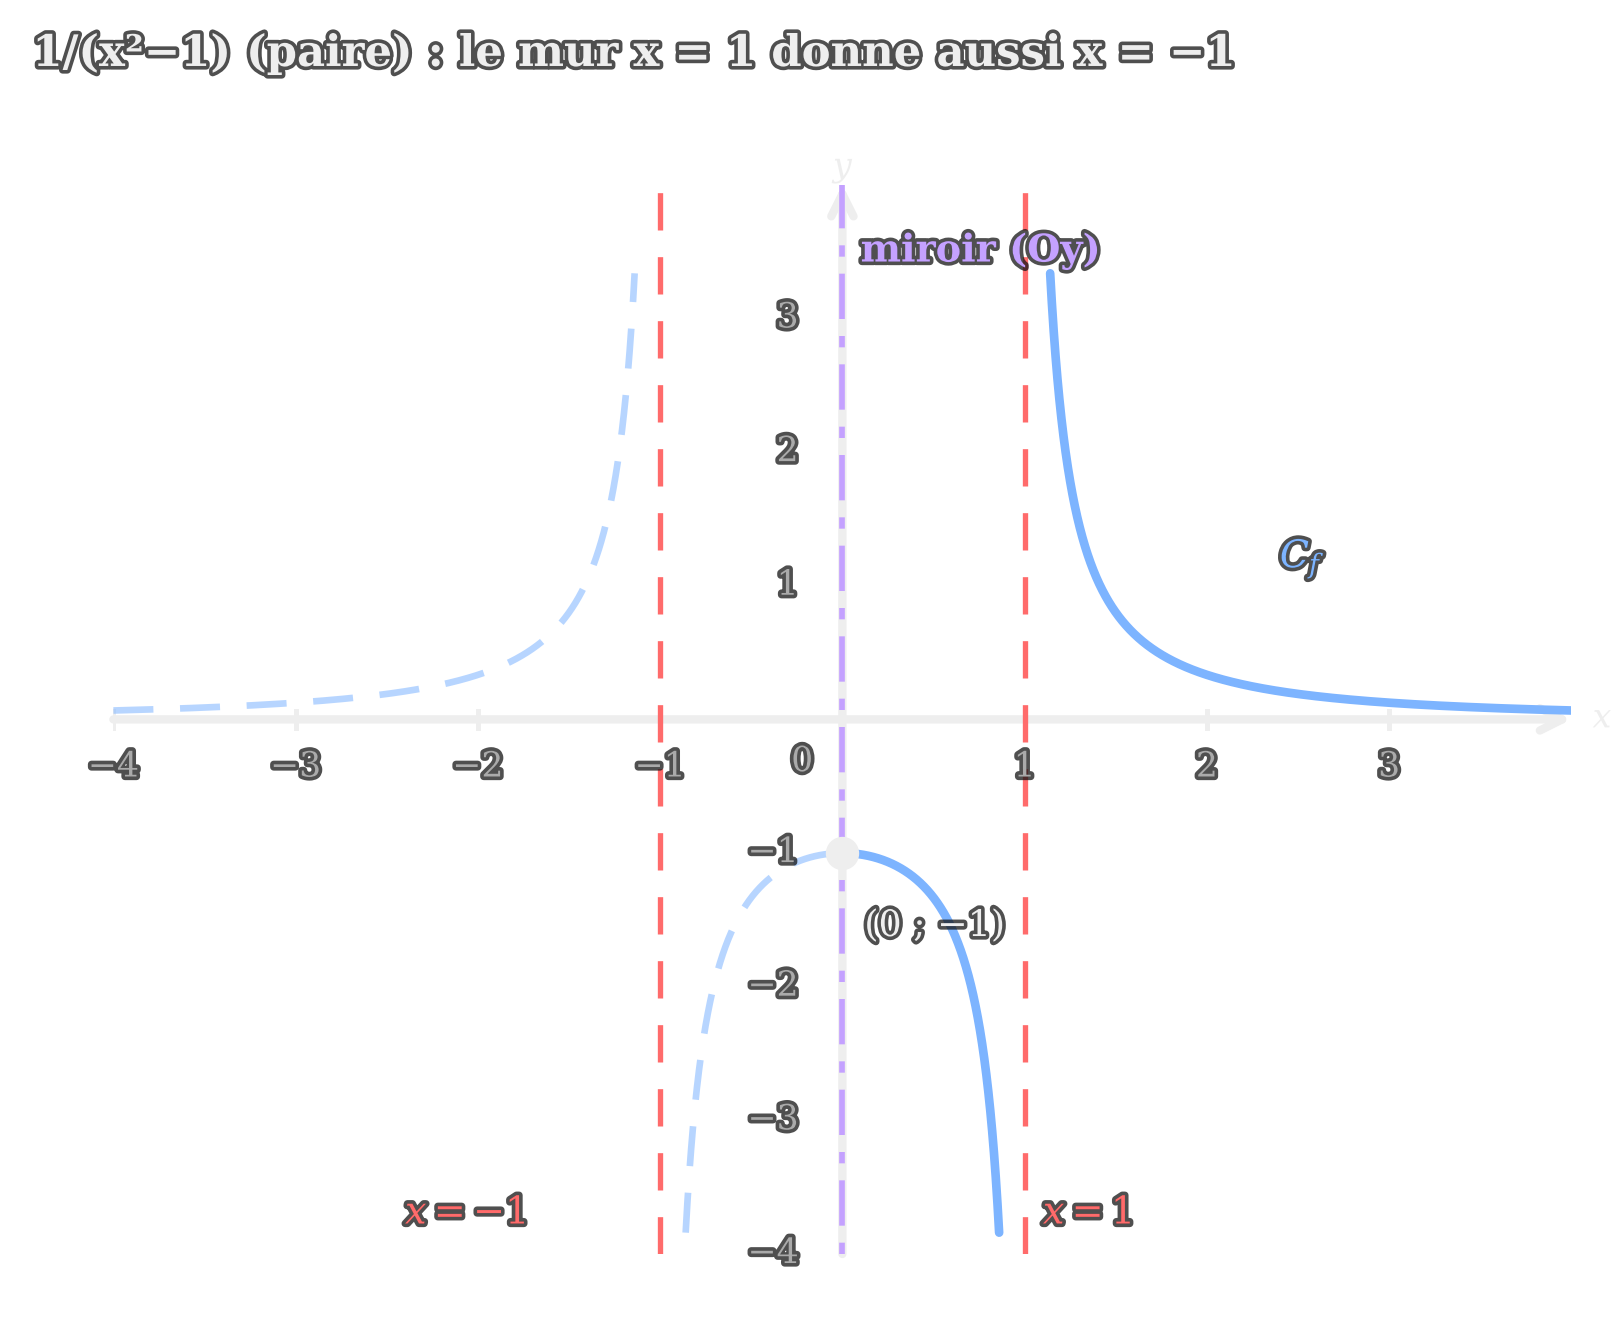 1/(x²−1) (paire) : le mur x = 1 donne aussi x = −1
y
miroir (Oy)
3
2
1
C_f
x
−4
−3
−2
−1
0
1
2
3
−1
(0 ; −1)
−2
−3
x = −1
x = 1
−4